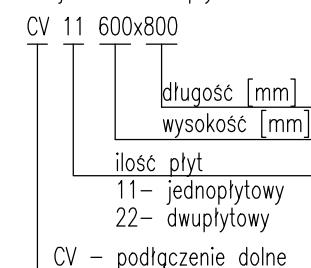 CV 11 600x800
długość [mm]
wysokość [mm]
ilość płyt
11– jednopłytowy
22– dwupłytowy
CV – podłączenie dolne